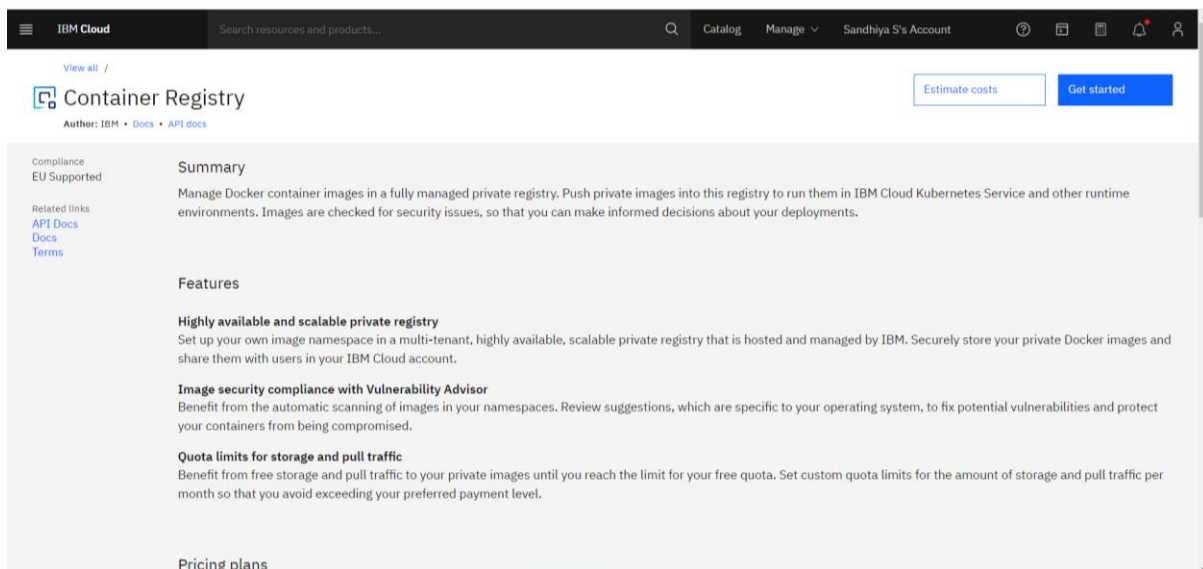 IBM Cloud
Search resources and products...
Catalog
Manage
Sandhiya S's Account
View all /
Container Registry
Author: IBM • Docs • API docs
Estimate costs
Get started
Compliance
EU Supported
Related links
API Docs
Docs
Terms
Summary
Manage Docker container images in a fully managed private registry. Push private images into this registry to run them in IBM Cloud Kubernetes Service and other runtime
environments. Images are checked for security issues, so that you can make informed decisions about your deployments.
Features
Highly available and scalable private registry
Set up your own image namespace in a multi-tenant, highly available, scalable private registry that is hosted and managed by IBM. Securely store your private Docker images and
share them with users in your IBM Cloud account.
Image security compliance with Vulnerability Advisor
Benefit from the automatic scanning of images in your namespaces. Review suggestions, which are specific to your operating system, to fix potential vulnerabilities and protect
your containers from being compromised.
Quota limits for storage and pull traffic
Benefit from free storage and pull traffic to your private images until you reach the limit for your free quota. Set custom quota limits for the amount of storage and pull traffic per
month so that you avoid exceeding your preferred payment level.
Pricing plans